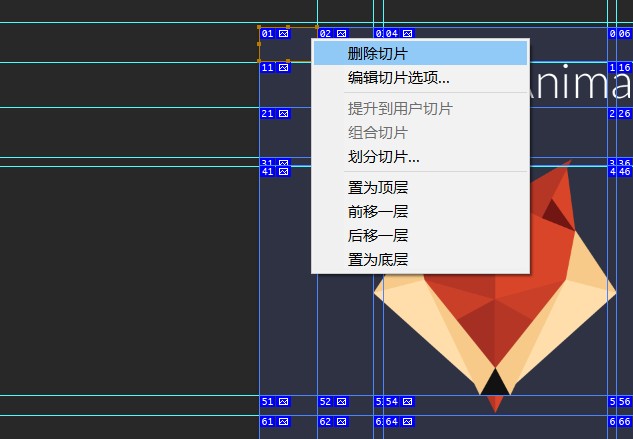 01 02 03 04 0 06
删除切片
11 1 16
编辑切片选项...
Anima
21 2 26
提升到用户切片
组合切片
31 3 36
划分切片...
41 4 46
置为顶层
前移一层
后移一层
置为底层
51 52 53 54 5 56
61 62 63 64 6 66